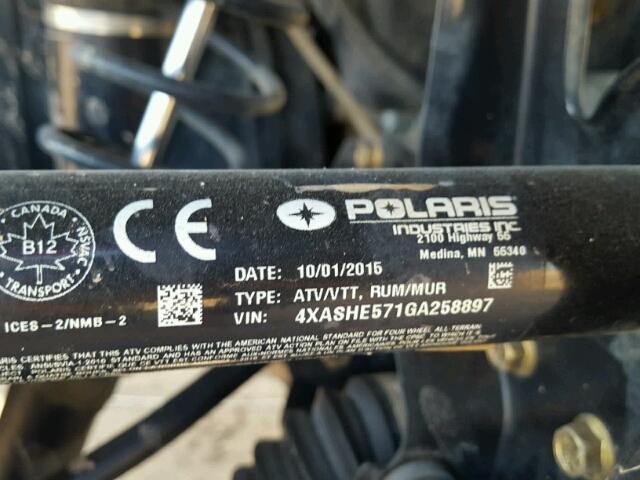 CANADA
B12
NSVAC
TRANSPORT
ICES-2/NMB-2
CE
POLARIS
INDUSTRIES INC.
2100 Highway 55
Medina, MN 55340
DATE: 10/01/2015
TYPE: ATV/VTT, RUM/MUR
VIN: 4XASHE571GA258897
CERTIFIES THAT THIS ATV COMPLIES WITH THE AMERICAN NATIONAL STANDARD FOR FOUR WHEEL ALL TERRAIN